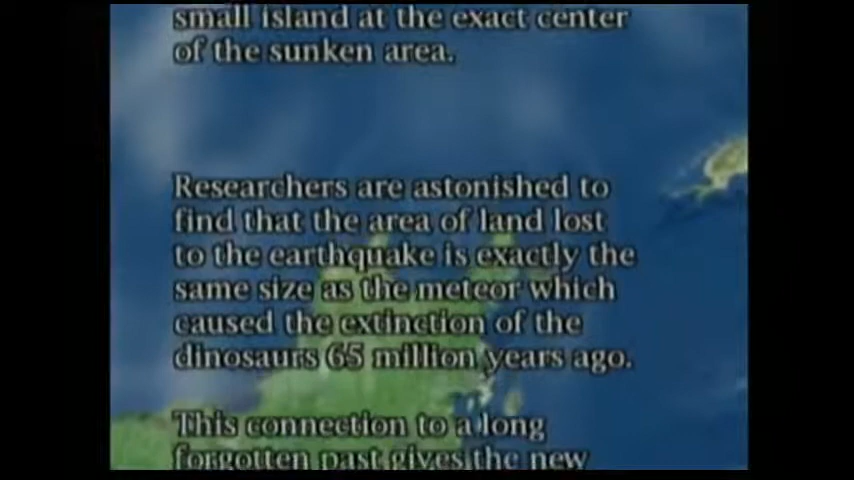 small island at the exact center
of the sunken area.
Researchers are astonished to
find that the area of land lost
to the earthquake is exactly the
same size as the meteor which
caused the extinction of the
dinosaurs 65 million years ago.
This connection to a long
forgotten past gives the new